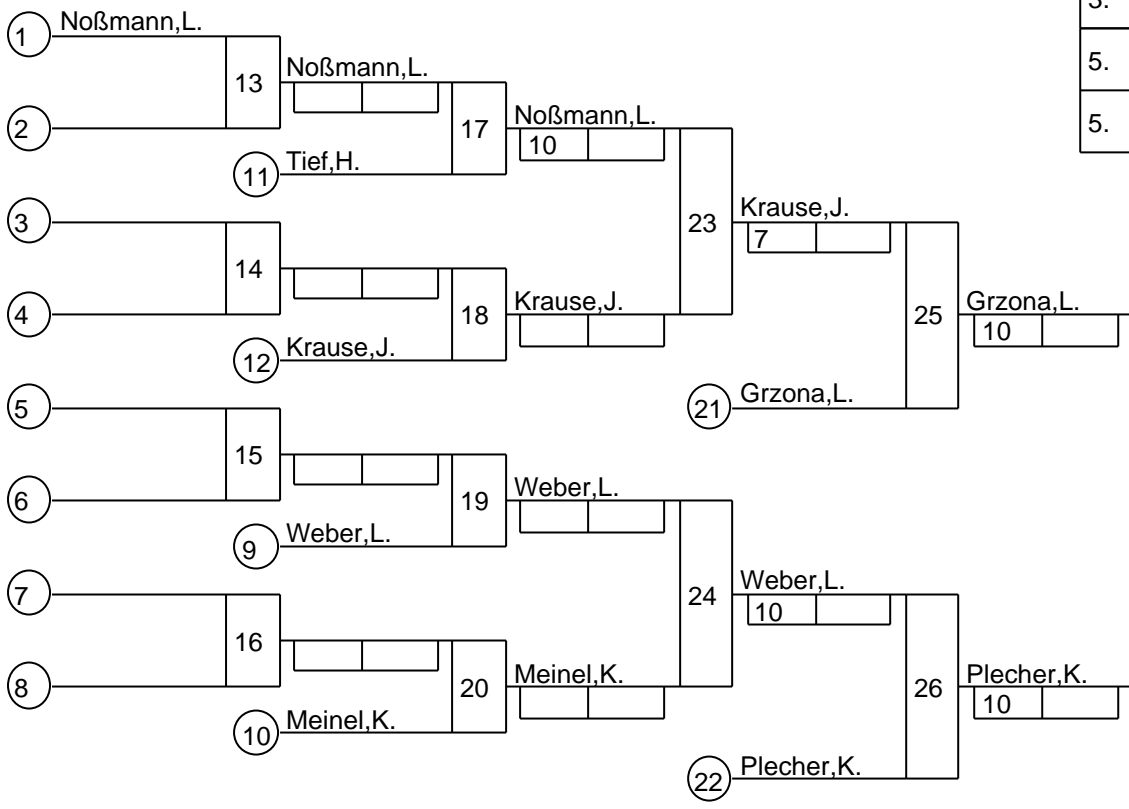 3.
1 Noßmann,L.
5.
13 Noßmann,L.
2
17 Noßmann,L.
10
5.
11 Tief,H.
3
23 Krause,J.
7
14
4
18 Krause,J.
25 Grzona,L.
10
12 Krause,J.
5
21 Grzona,L.
15
6
19 Weber,L.
9 Weber,L.
7
24 Weber,L.
10
16
8
20 Meinel,K.
26 Plecher,K.
10
10 Meinel,K.
22 Plecher,K.